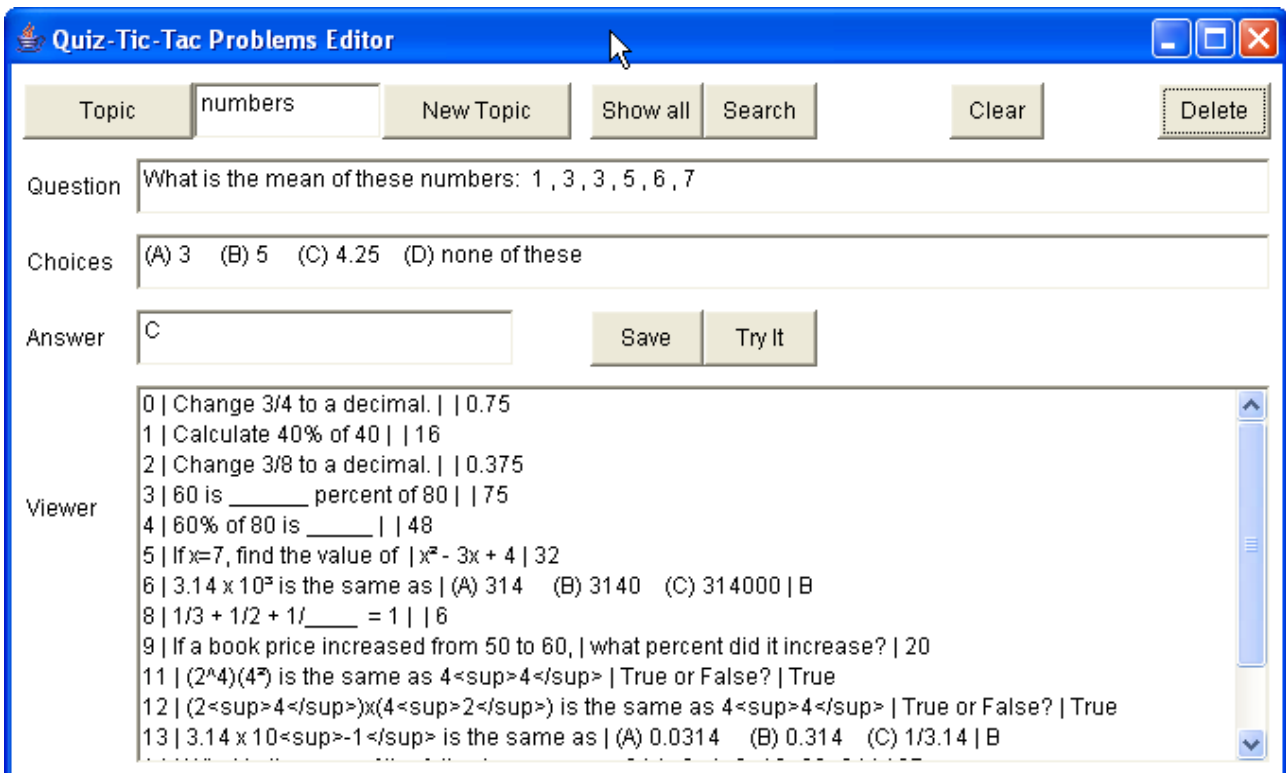 Quiz-Tic-Tac Problems Editor
Topic numbers New Topic Show all Search Clear Delete
Question What is the mean of these numbers: 1 , 3 , 3 , 5 , 6 , 7
Choices (A) 3 (B) 5 (C) 4.25 (D) none of these
Answer C Save Try It
Viewer
0 | Change 3/4 to a decimal. | | 0.75
1 | Calculate 40% of 40 | | 16
2 | Change 3/8 to a decimal. | | 0.375
3 | 60 is _______ percent of 80 | | 75
4 | 60% of 80 is ______ | | 48
5 | If x=7, find the value of | x² - 3x + 4 | 32
6 | 3.14 x 10³ is the same as | (A) 314 (B) 3140 (C) 314000 | B
8 | 1/3 + 1/2 + 1/_____ = 1 | | 6
9 | If a book price increased from 50 to 60, | what percent did it increase? | 20
11 | (2^4)(4²) is the same as 4<sup>4</sup> | True or False? | True
12 | (2<sup>4</sup>)x(4<sup>2</sup>) is the same as 4<sup>4</sup> | True or False? | True
13 | 3.14 x 10<sup>-1</sup> is the same as | (A) 0.0314 (B) 0.314 (C) 1/3.14 | B